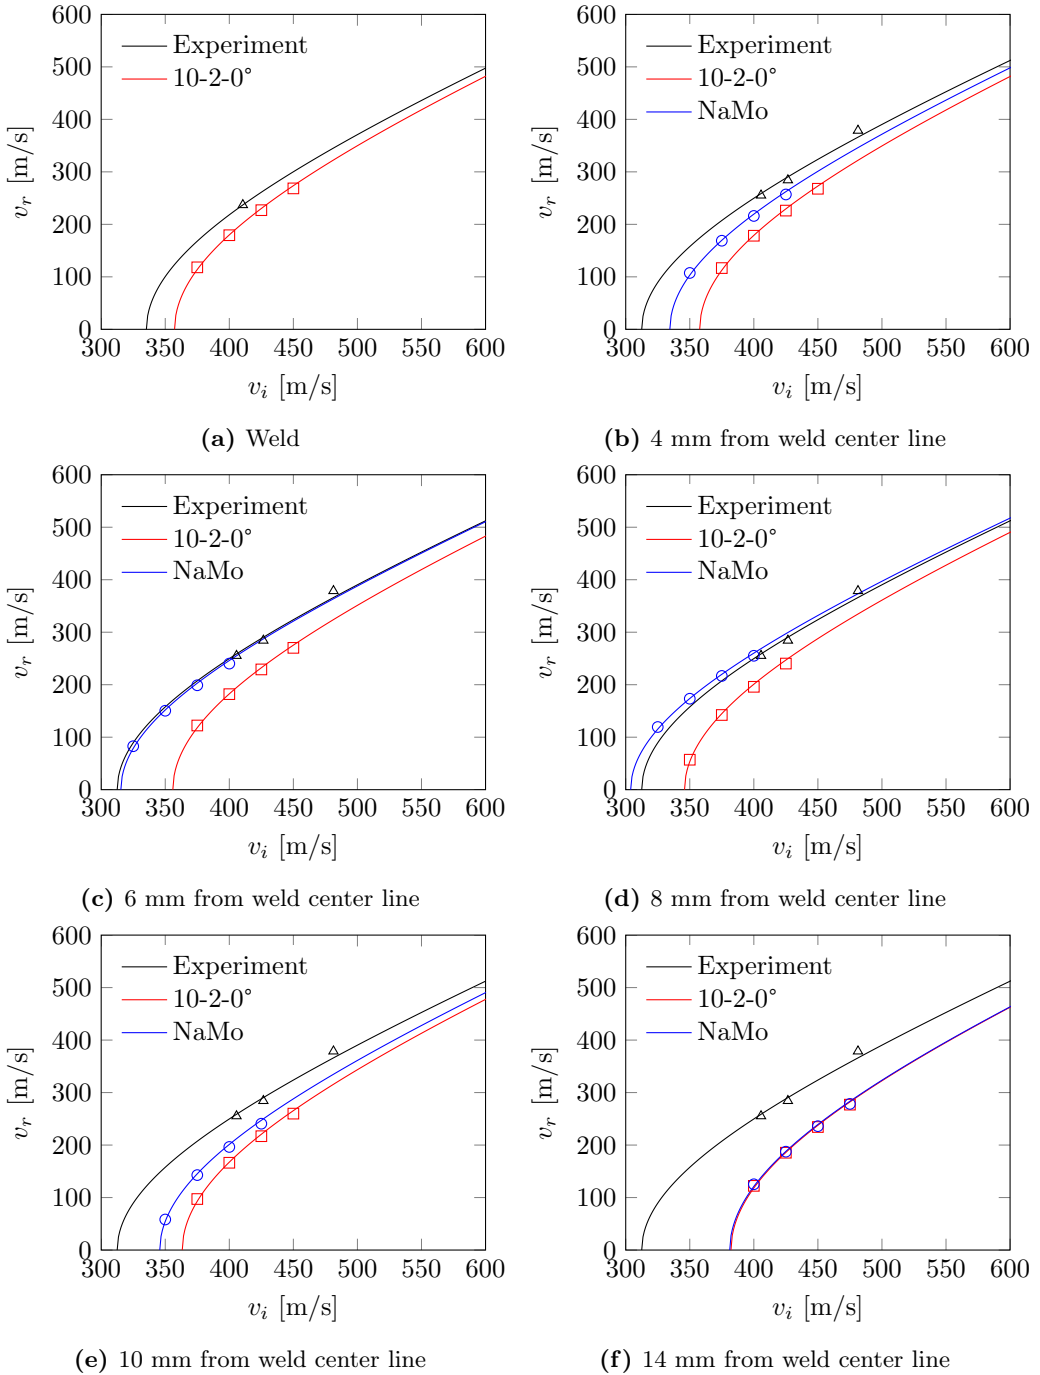 600
500
400
300
200
100
0
v_r [m/s]
Experiment
10-2-0°
300 350 400 450 500 550 600
v_i [m/s]
(a) Weld
600
500
400
300
200
100
0
v_r [m/s]
Experiment
10-2-0°
NaMo
300 350 400 450 500 550 600
v_i [m/s]
(b) 4 mm from weld center line
600
500
400
300
200
100
0
v_r [m/s]
Experiment
10-2-0°
NaMo
300 350 400 450 500 550 600
v_i [m/s]
(c) 6 mm from weld center line
600
500
400
300
200
100
0
v_r [m/s]
Experiment
10-2-0°
NaMo
300 350 400 450 500 550 600
v_i [m/s]
(d) 8 mm from weld center line
600
500
400
300
200
100
0
v_r [m/s]
Experiment
10-2-0°
NaMo
300 350 400 450 500 550 600
v_i [m/s]
(e) 10 mm from weld center line
600
500
400
300
200
100
0
v_r [m/s]
Experiment
10-2-0°
NaMo
300 350 400 450 500 550 600
v_i [m/s]
(f) 14 mm from weld center line